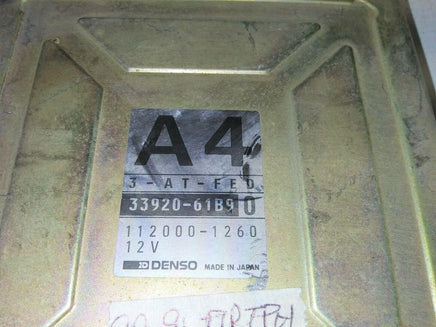 A4
3-AT-FED
33920-61B90
112000-1260
12V
DENSO MADE IN JAPAN